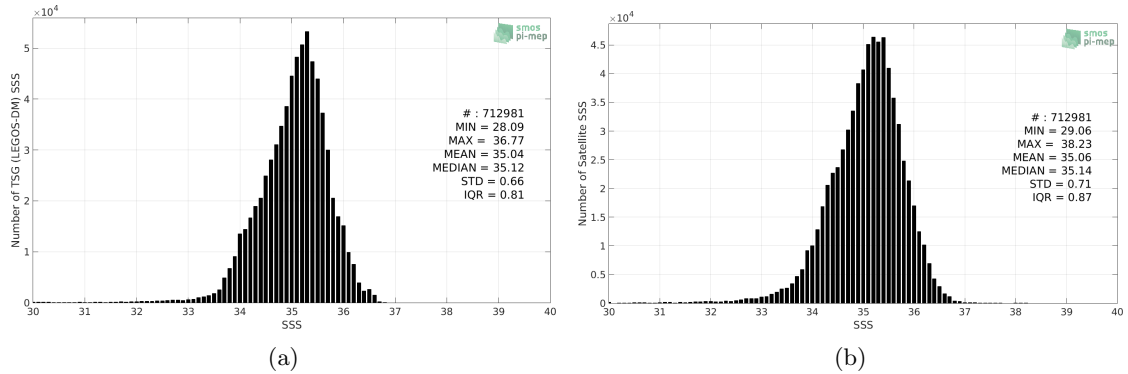 ×10⁴
5
4
3
2
1
0
Number of TSG (LEGOS-DM) SSS
30 31 32 33 34 35 36 37 38 39 40
SSS
smos
pi-mep
# : 712981
MIN = 28.09
MAX = 36.77
MEAN = 35.04
MEDIAN = 35.12
STD = 0.66
IQR = 0.81
(a)
×10⁴
4.5
4
3.5
3
2.5
2
1.5
1
0.5
0
Number of Satellite SSS
30 31 32 33 34 35 36 37 38 39 40
SSS
smos
pi-mep
# : 712981
MIN = 29.06
MAX = 38.23
MEAN = 35.06
MEDIAN = 35.14
STD = 0.71
IQR = 0.87
(b)